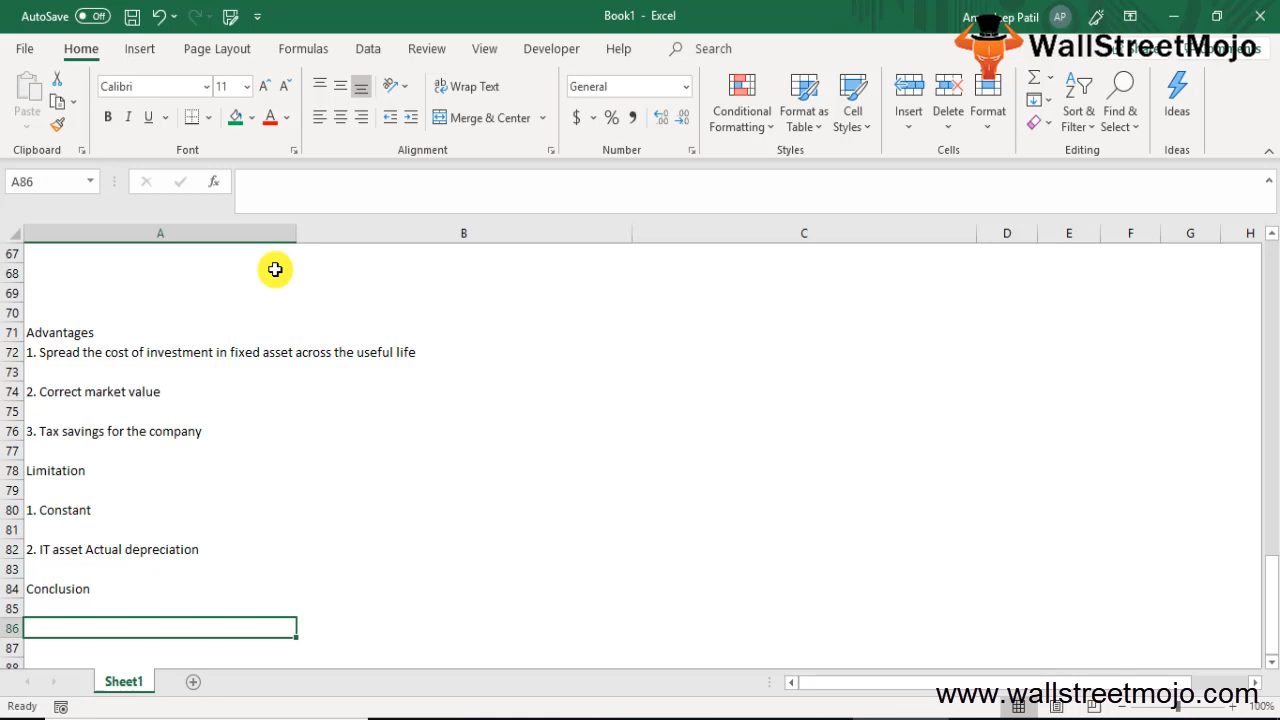 AutoSave Off Book1 - Excel Patil AP
File Home Insert Page Layout Formulas Data Review View Developer Help Search
WallStreetMojo
Paste Calibri 11 Wrap Text General Conditional Formatting Format as Table Cell Styles Insert Delete Format Sort & Filter Find & Select Ideas
B I U Merge & Center $ % ,
Clipboard Font Alignment Number Styles Cells Editing Ideas
A86 fx
A B C D E F G H
67
68
69
70
71 Advantages
72 1. Spread the cost of investment in fixed asset across the useful life
73
74 2. Correct market value
75
76 3. Tax savings for the company
77
78 Limitation
79
80 1. Constant
81
82 2. IT asset Actual depreciation
83
84 Conclusion
85
86
87
88
Sheet1
www.wallstreetmojo.com
Ready 100%